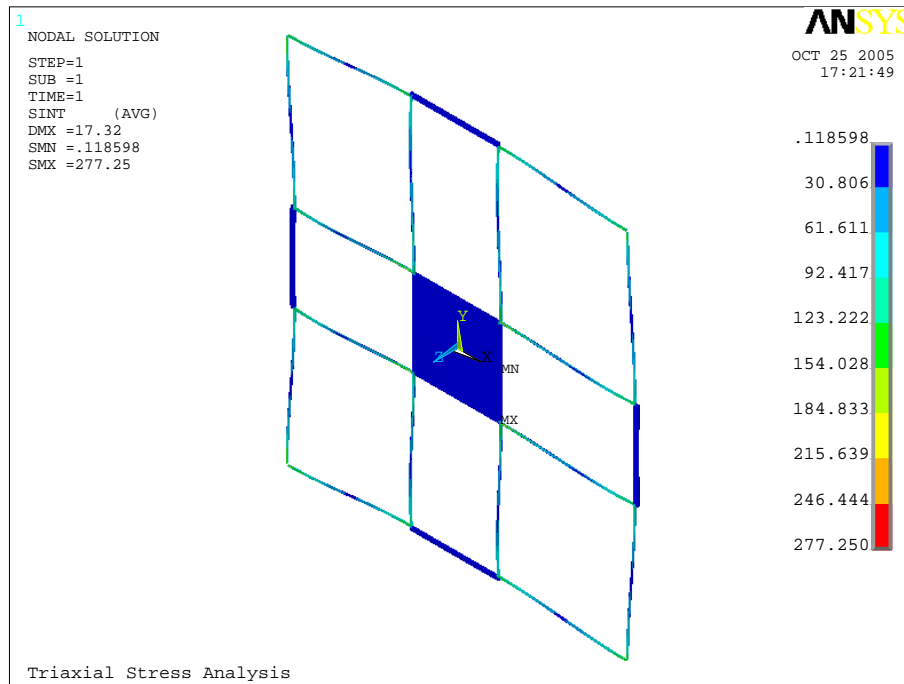 1
NODAL SOLUTION
STEP=1
SUB =1
TIME=1
SINT (AVG)
DMX =17.32
SMN =.118598
SMX =277.25
ANSYS
OCT 25 2005
17:21:49
.118598
30.806
61.611
92.417
123.222
154.028
184.833
215.639
246.444
277.250
Y
Z X
MN
MX
Triaxial Stress Analysis